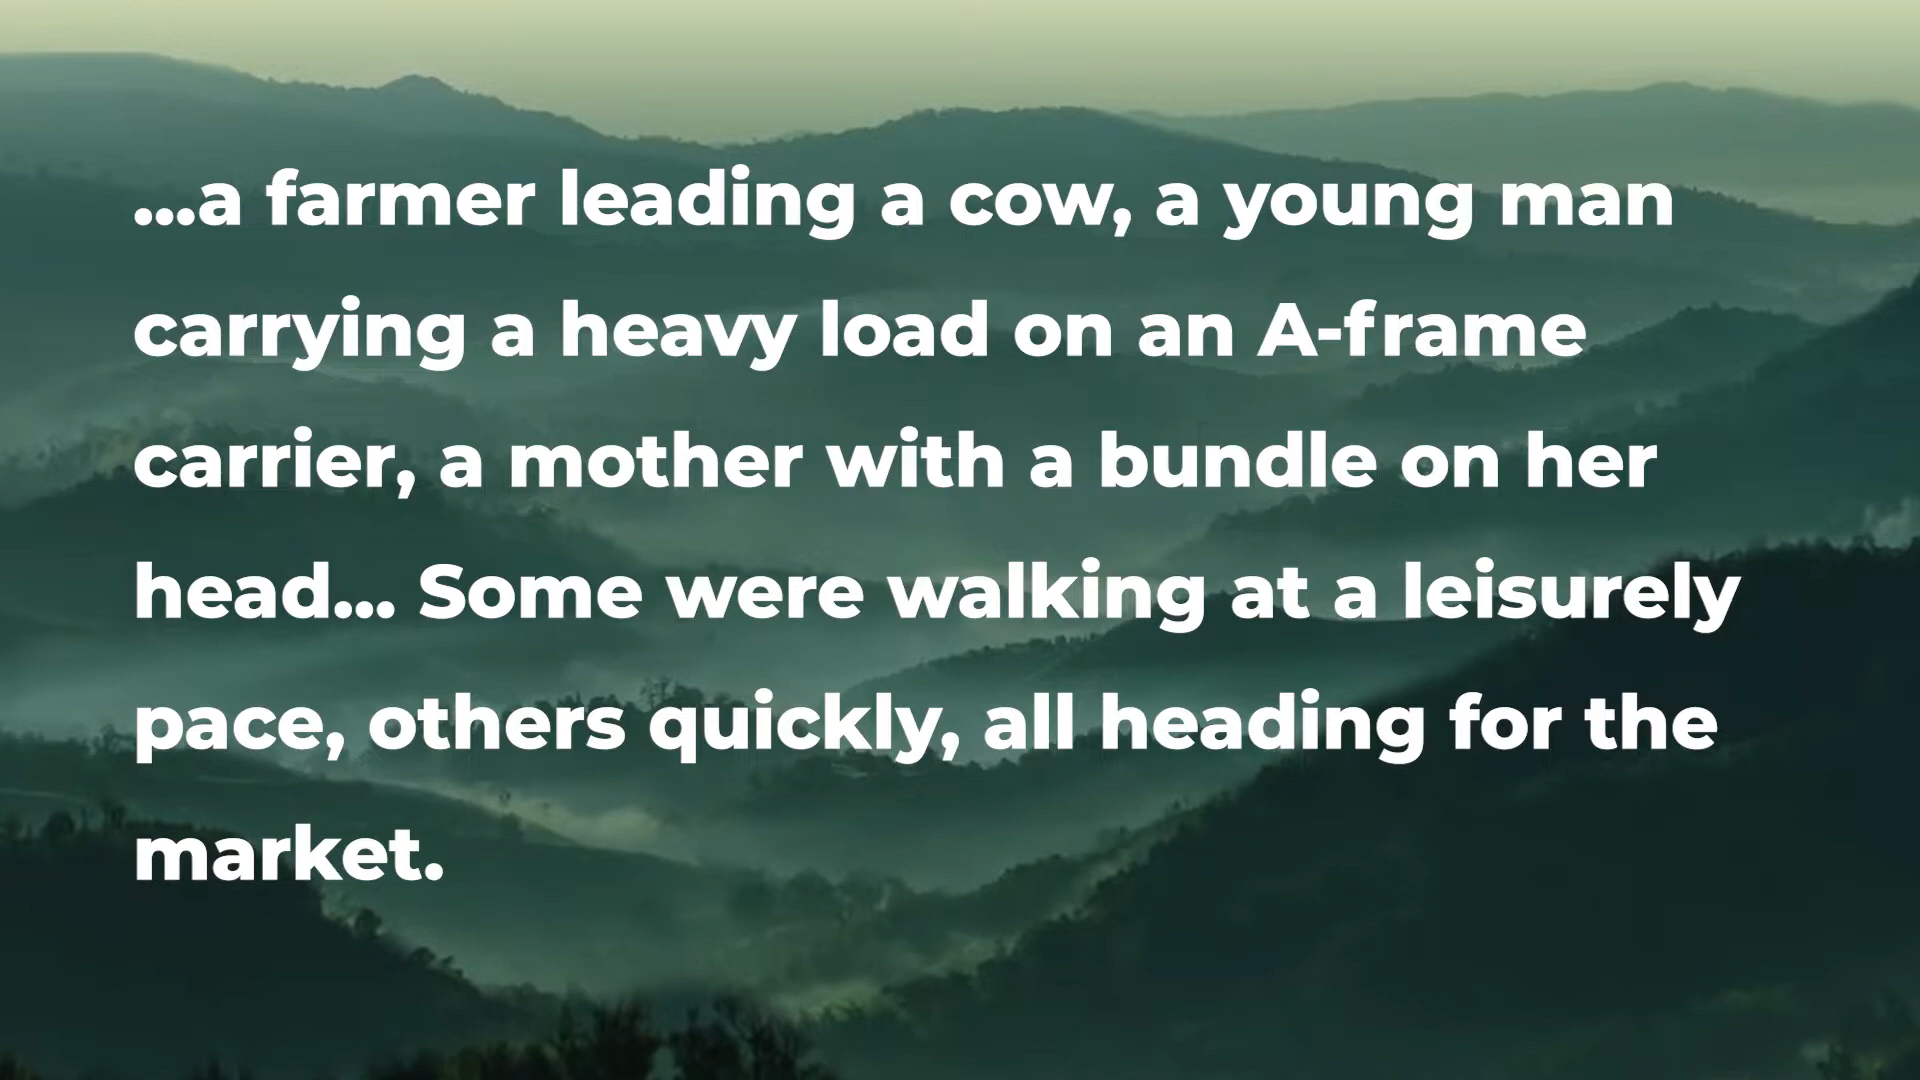 ...a farmer leading a cow, a young man
carrying a heavy load on an A-frame
carrier, a mother with a bundle on her
head... Some were walking at a leisurely
pace, others quickly, all heading for the
market.